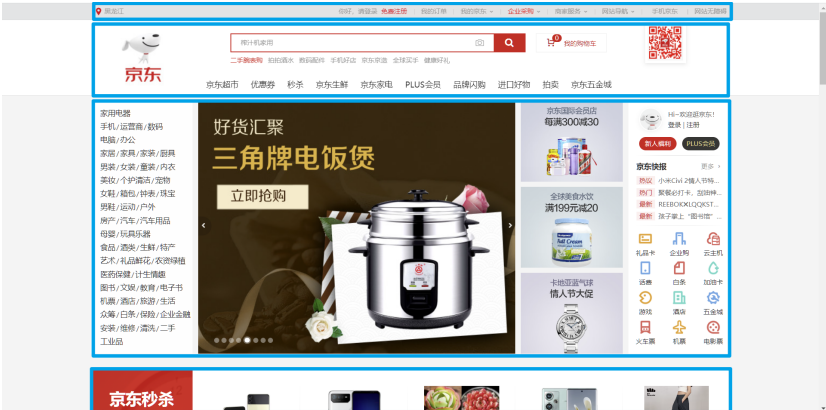 黑龙江
你好，请登录 免费注册 我的订单 我的京东 企业采购 商家服务 网站导航 手机京东 网站无障碍
京东
榨汁机家用
0
我的购物车
二手腕表购 拍拍酒水 数码配件 手机好店 京东京造 全球买手 健康好礼
京东超市 优惠券 秒杀 京东生鲜 京东家电 PLUS会员 品牌闪购 进口好物 拍卖 京东五金城
家用电器
手机/运营商/数码
电脑/办公
家居/家具/家装/厨具
男装/女装/童装/内衣
美妆/个护清洁/宠物
女鞋/箱包/钟表/珠宝
男鞋/运动/户外
房产/汽车/汽车用品
母婴/玩具乐器
食品/酒类/生鲜/特产
艺术/礼品鲜花/农资绿植
医药保健/计生情趣
图书/文娱/教育/电子书
机票/酒店/旅游/生活
众筹/白条/保险/企业金融
安装/维修/清洗/二手
工业品
好货汇聚
三角牌电饭煲
立即抢购
京东国际会员店
每满300减30
全球美食水饮
满199元减20
Full Cream
卡地亚蓝气球
情人节大促
Hi~欢迎逛京东!
登录 | 注册
新人福利 PLUS会员
京东快报 更多
热议 小米Civi 2情人节特...
热门 聚餐必打卡，刮油神...
最新 REEBOK×LQQKST...
最新 孩子掌上“图书馆”...
礼品卡 企业购 云主机
话费 白条 加油卡
游戏 酒店 五金城
火车票 机票 电影票
京东秒杀